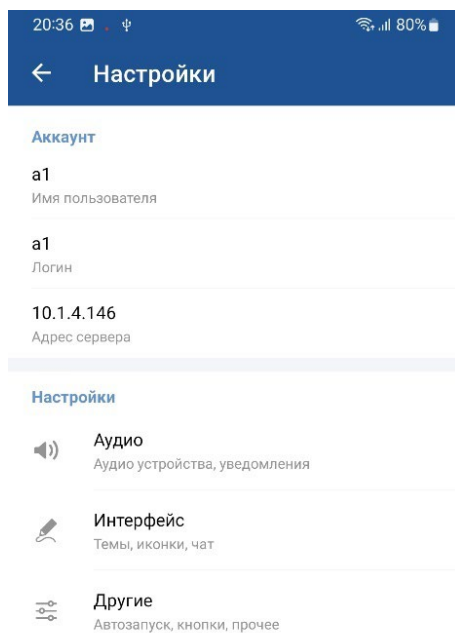 20:36 80%
Настройки
Аккаунт
a1
Имя пользователя
a1
Логин
10.1.4.146
Адрес сервера
Настройки
Аудио
Аудио устройства, уведомления
Интерфейс
Темы, иконки, чат
Другие
Автозапуск, кнопки, прочее